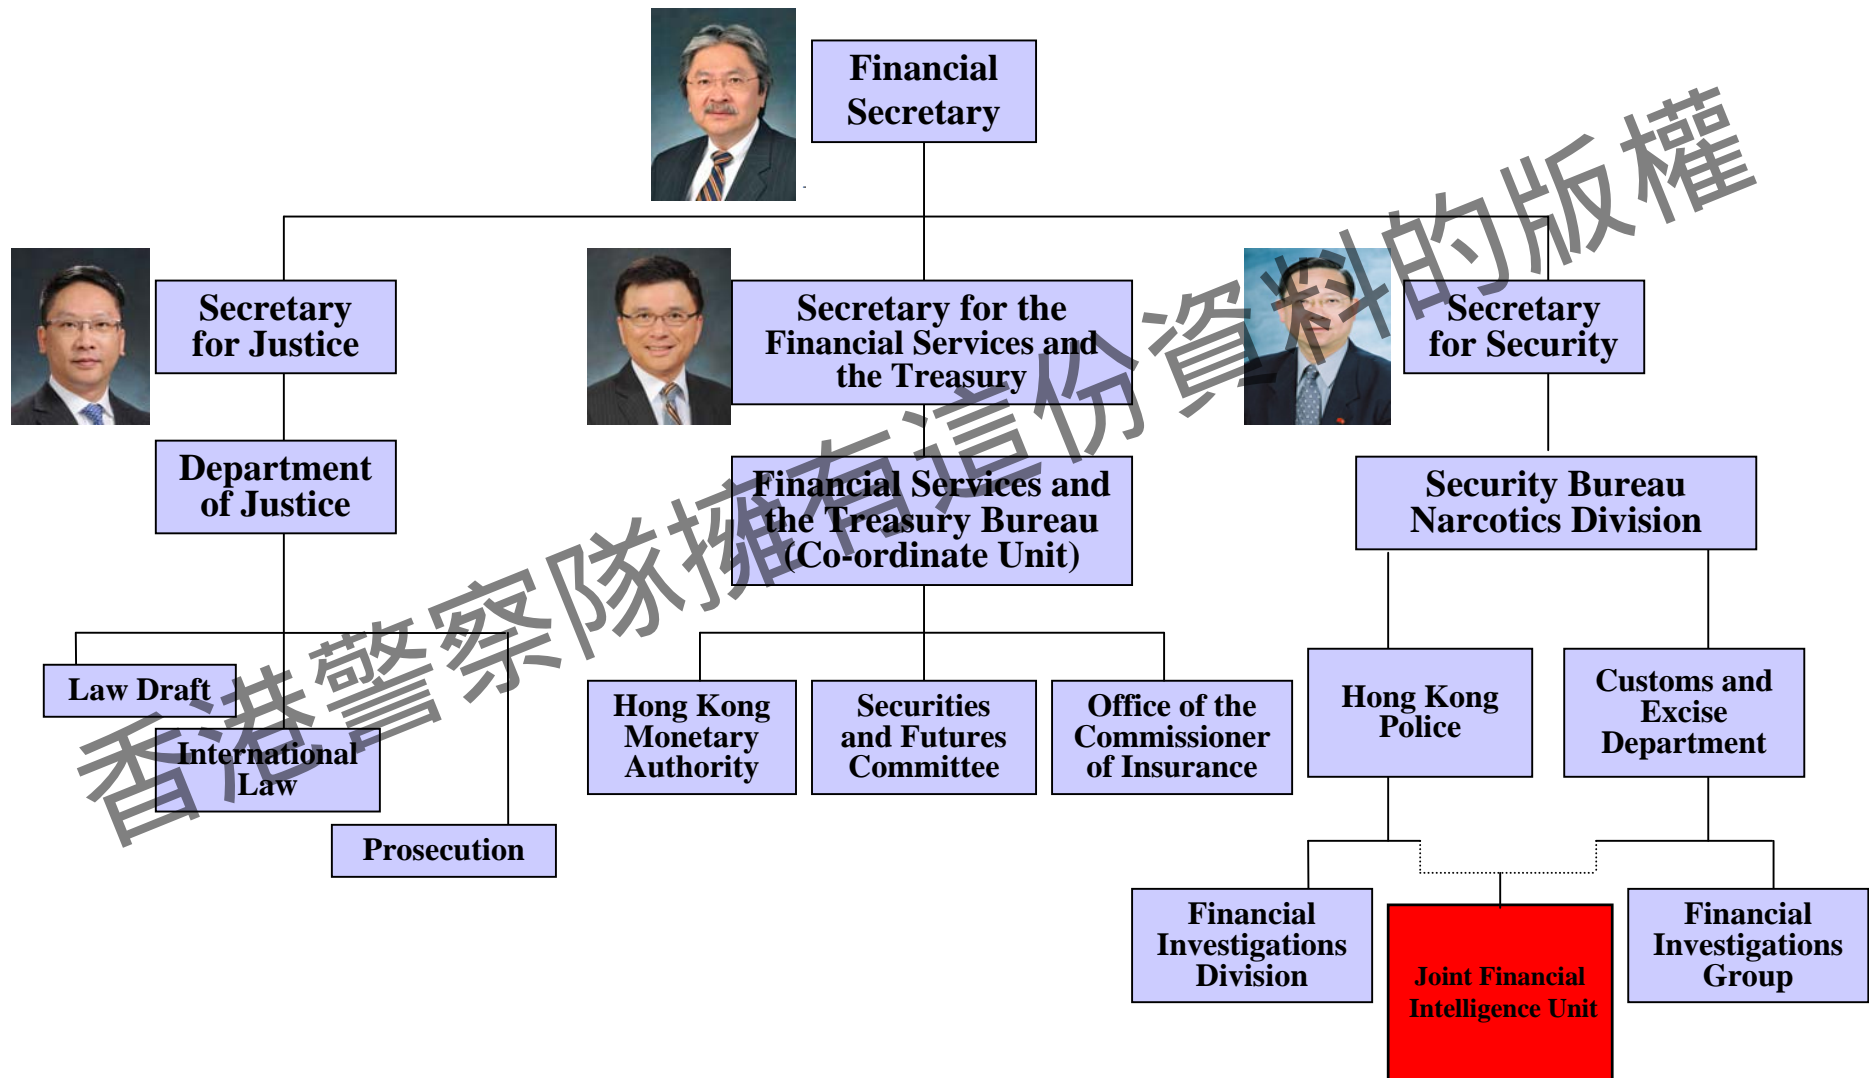 Financial
Secretary
Secretary
for Justice
Secretary for the
Financial Services and
the Treasury
Secretary
for Security
Department
of Justice
Financial Services and
the Treasury Bureau
(Co-ordinate Unit)
Security Bureau
Narcotics Division
Law Draft
International
Law
Prosecution
Hong Kong
Monetary
Authority
Securities
and Futures
Committee
Office of the
Commissioner
of Insurance
Hong Kong
Police
Customs and
Excise
Department
Financial
Investigations
Division
Joint Financial
Intelligence Unit
Financial
Investigations
Group
香港警察隊擁有這份資料的版權